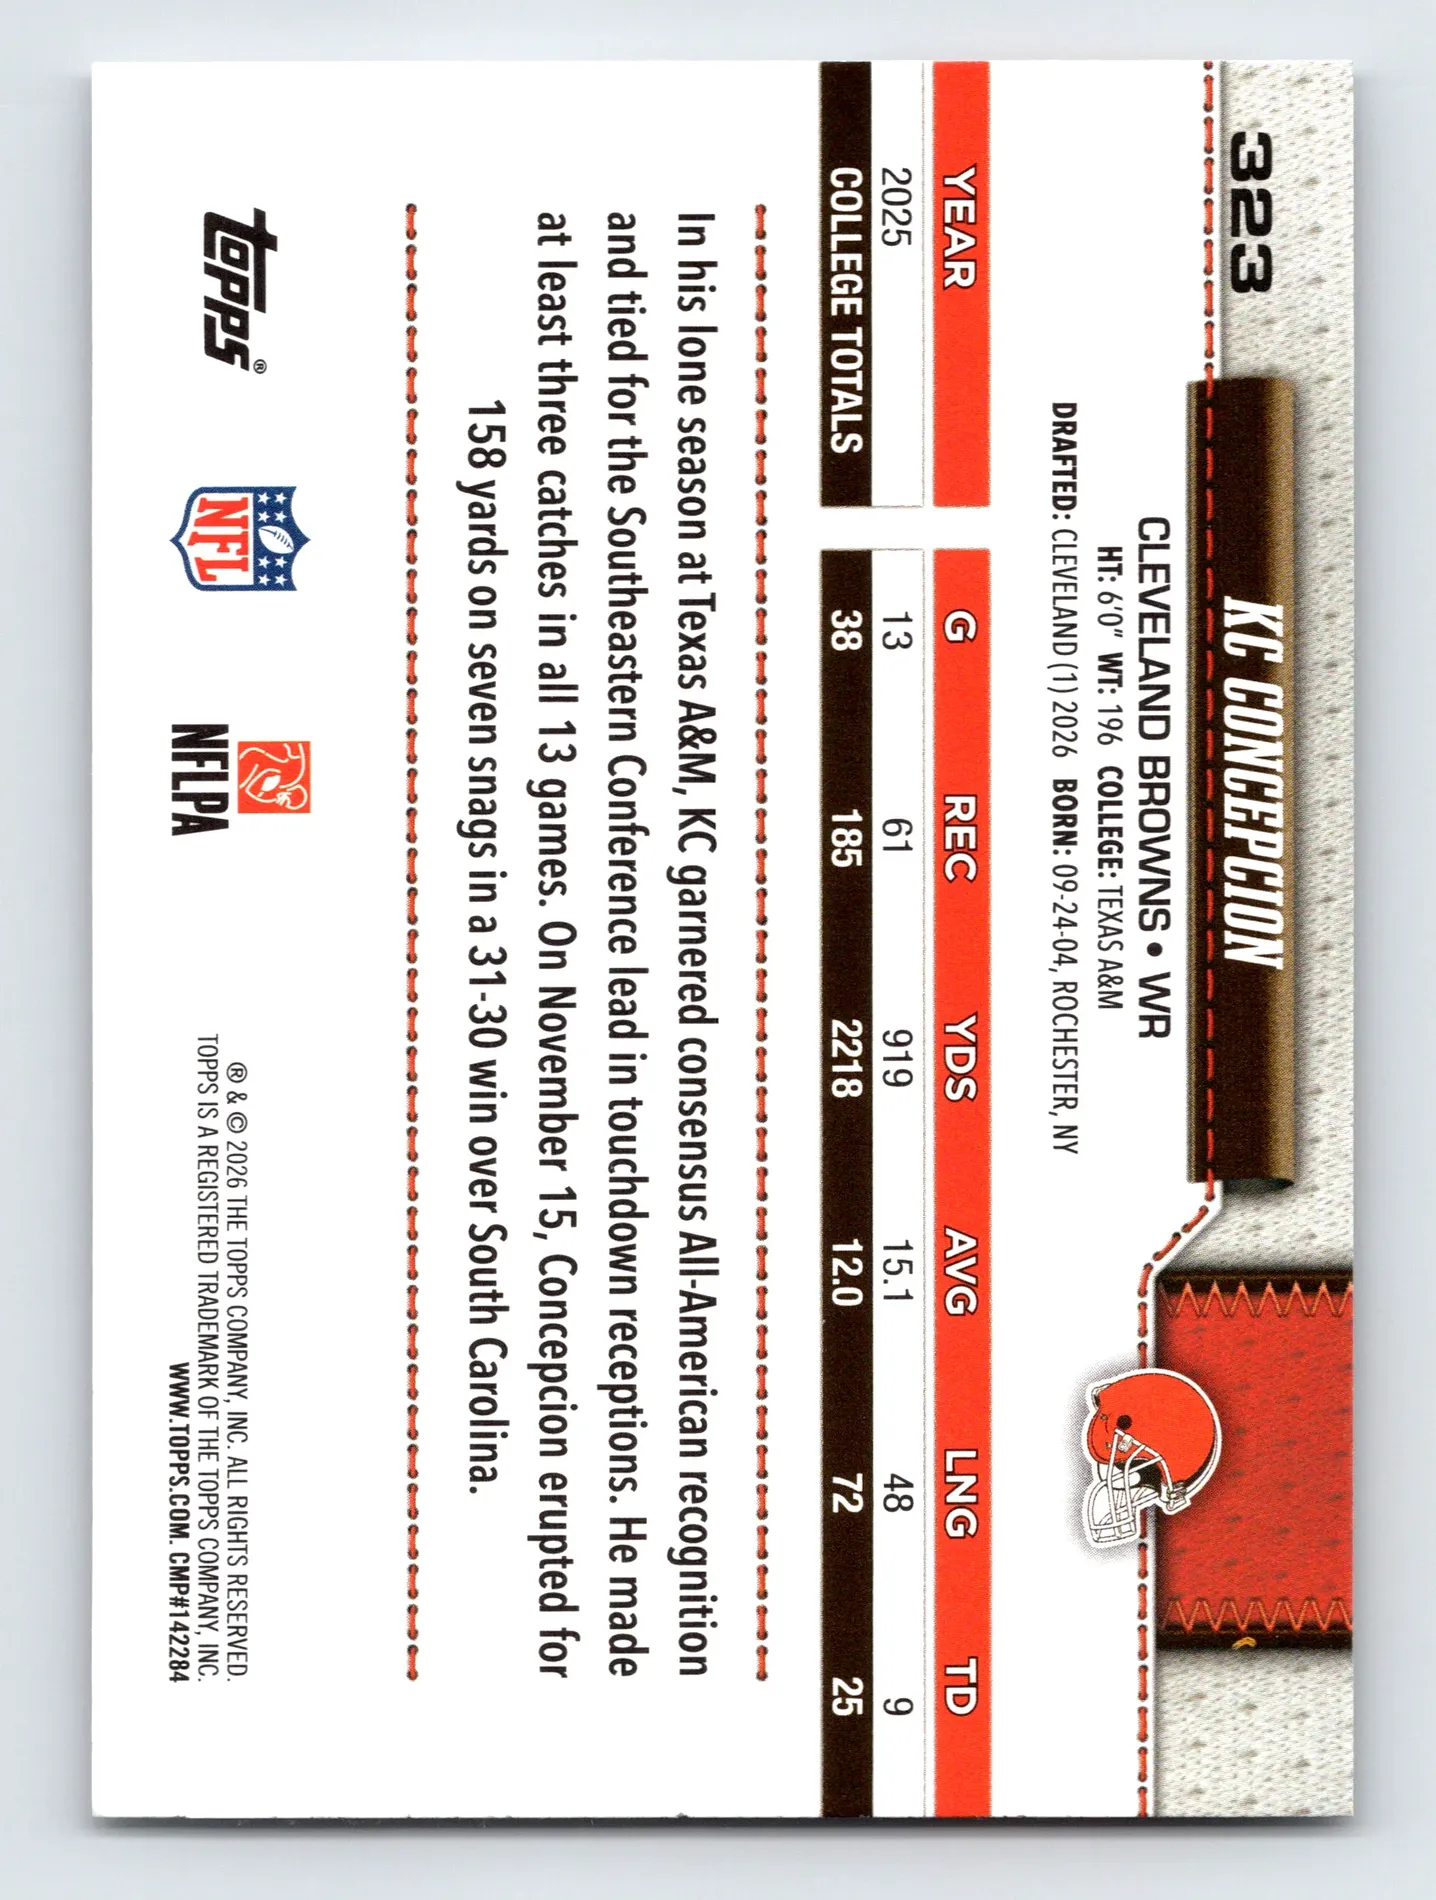 323
KC CONCEPCION
CLEVELAND BROWNS • WR
HT: 6'0" WT: 196 COLLEGE: TEXAS A&M
DRAFTED: CLEVELAND (1) 2026 BORN: 09-24-04, ROCHESTER, NY
YEAR G REC YDS AVG LNG TD
2025 13 61 919 15.1 48 9
COLLEGE TOTALS 38 185 2218 12.0 72 25
In his lone season at Texas A&M, KC garnered consensus All-American recognition
and tied for the Southeastern Conference lead in touchdown receptions. He made
at least three catches in all 13 games. On November 15, Concepcion erupted for
158 yards on seven snags in a 31-30 win over South Carolina.
topps®
NFL
NFLPA
® & © 2026 THE TOPPS COMPANY, INC. ALL RIGHTS RESERVED.
TOPPS IS A REGISTERED TRADEMARK OF THE TOPPS COMPANY, INC.
WWW.TOPPS.COM. CMP#142284